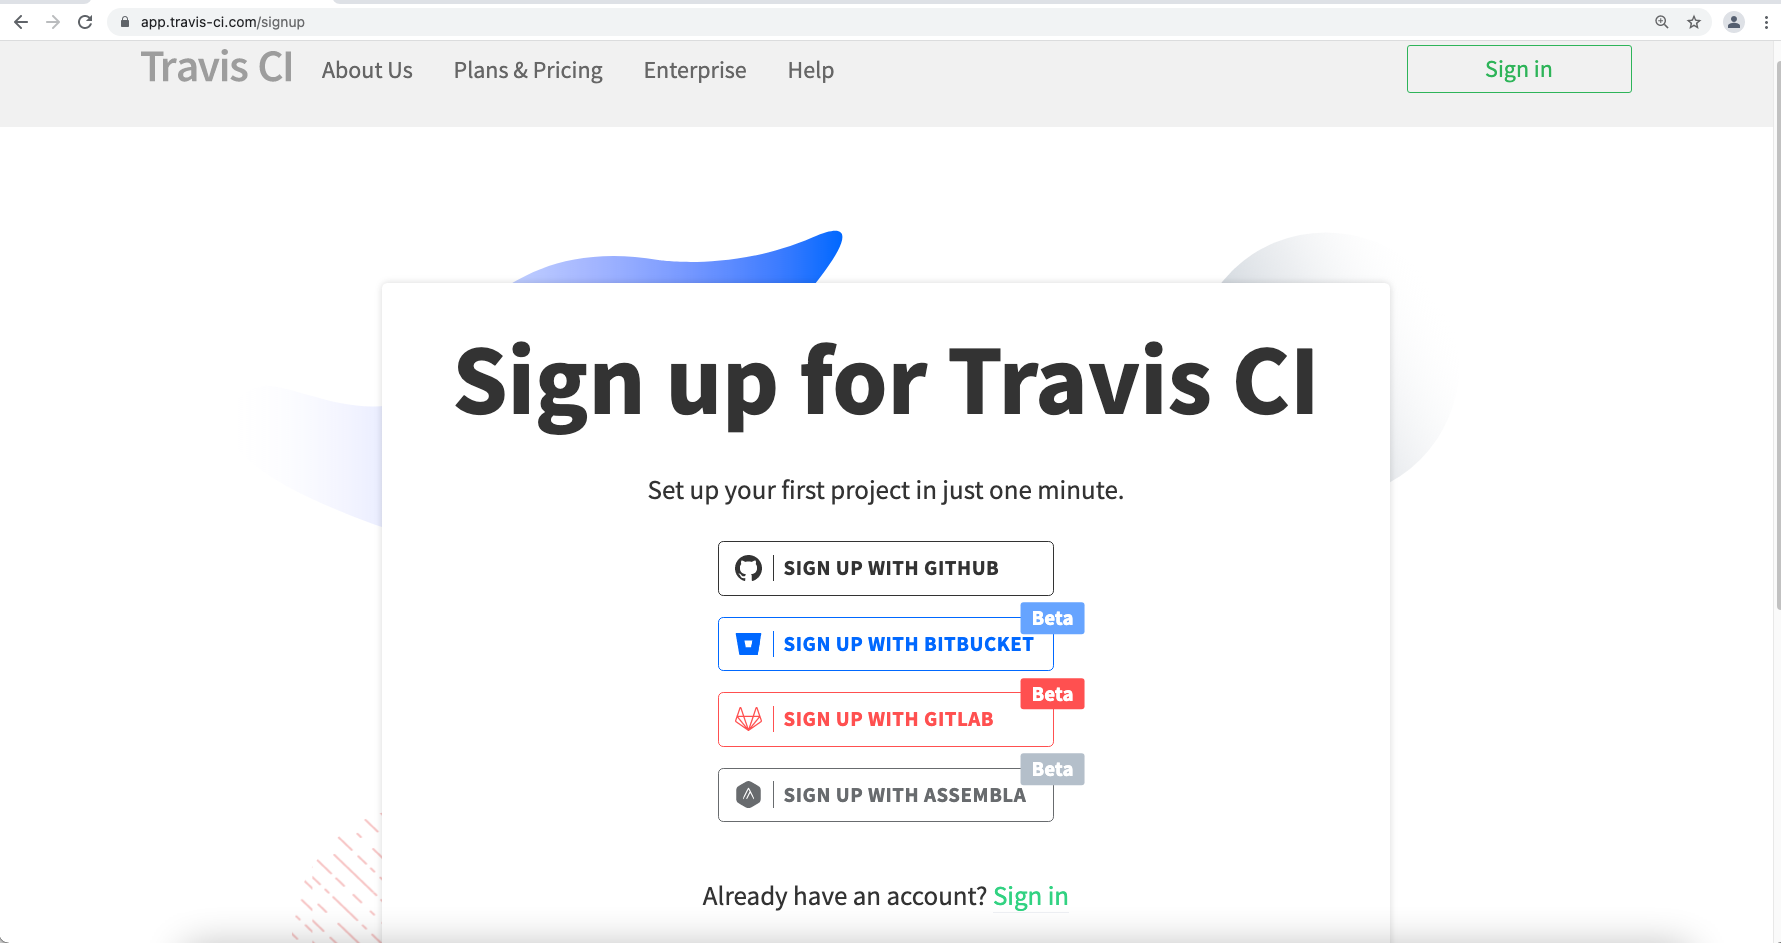 app.travis-ci.com/signup
Travis CI About Us Plans & Pricing Enterprise Help Sign in
Sign up for Travis CI
Set up your first project in just one minute.
SIGN UP WITH GITHUB
Beta
SIGN UP WITH BITBUCKET
Beta
SIGN UP WITH GITLAB
Beta
SIGN UP WITH ASSEMBLA
Already have an account? Sign in